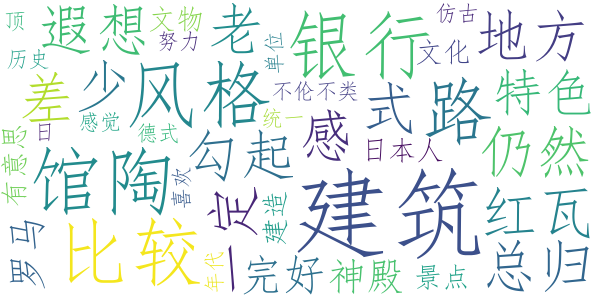 顶
遐想
文物
老
银行
仿古
地方
历史
努力
单位
文化
差
少
风格
不伦不类
式
路
特色
感觉
德式
统一
感
日本人
仍然
日
有意思
馆陶
勾起
喜欢
一定
建造
建筑
红瓦
罗马
比较
年代
完好
神殿
景点
总归